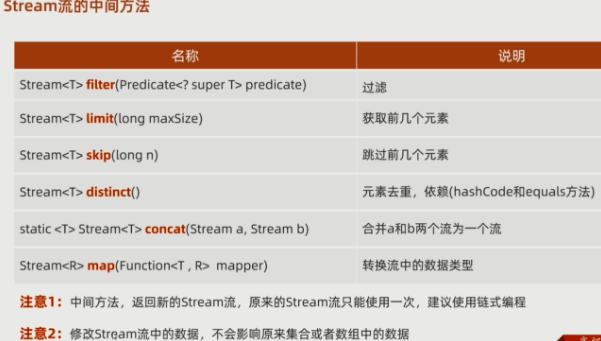 Stream流的中间方法
名称 说明
Stream<T> filter(Predicate<? super T> predicate) 过滤
Stream<T> limit(long maxSize) 获取前几个元素
Stream<T> skip(long n) 跳过前几个元素
Stream<T> distinct() 元素去重，依赖(hashCode和equals方法)
static <T> Stream<T> concat(Stream a, Stream b) 合并a和b两个流为一个流
Stream<R> map(Function<T , R> mapper) 转换流中的数据类型
注意1：中间方法，返回新的Stream流，原来的Stream流只能使用一次，建议使用链式编程
注意2：修改Stream流中的数据，不会影响原来集合或者数组中的数据